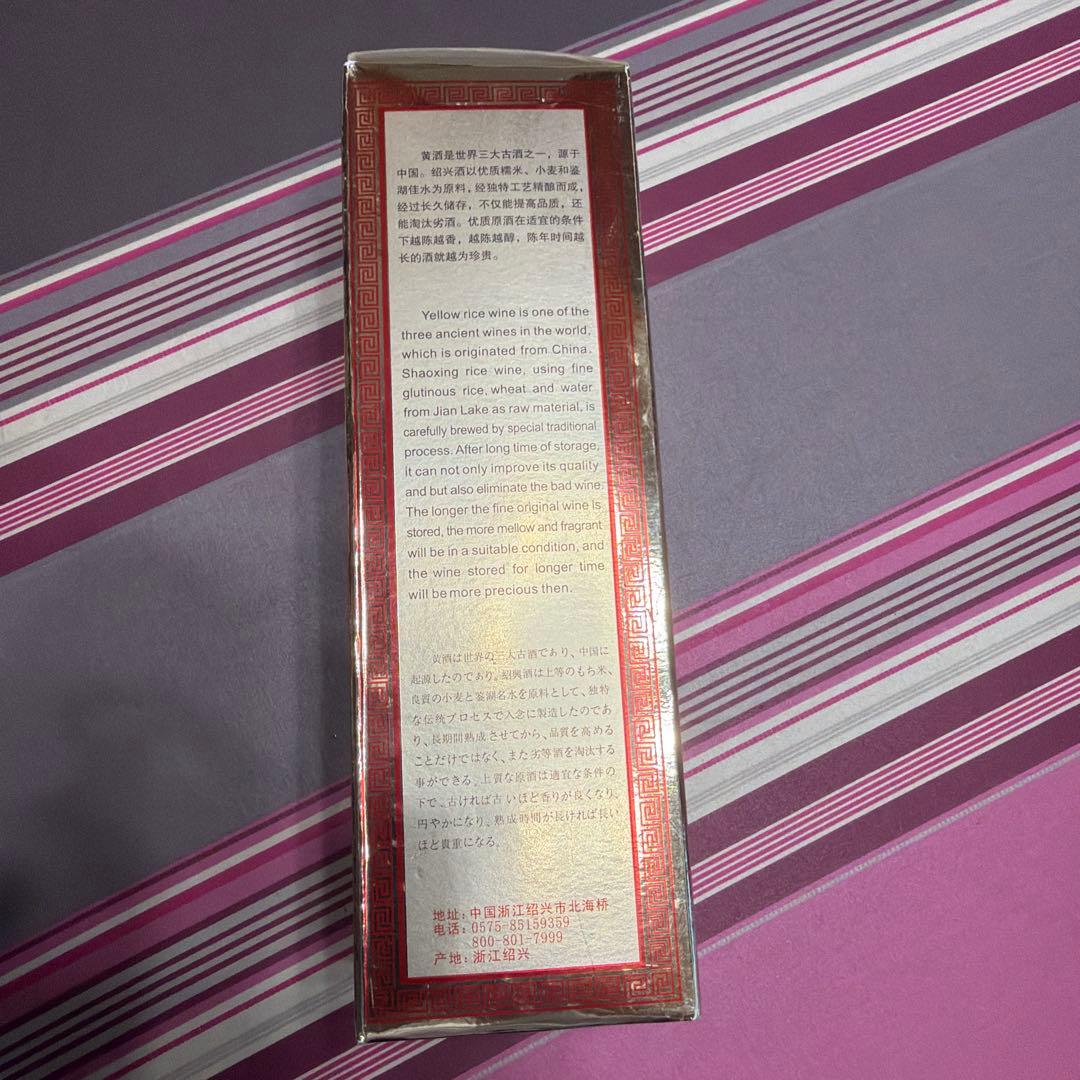 黄酒是世界三大古酒之一，源于
中国。绍兴酒以优质糯米、小麦和鉴
湖佳水为原料，经独特工艺精酿而成，
经过长久储存，不仅能提高品质，还
能淘汰劣酒。优质原酒在适宜的条件
下越陈越香，越陈越醇，陈年时间越
长的酒就越为珍贵。
Yellow rice wine is one of the
three ancient wines in the world,
which is originated from China.
Shaoxing rice wine, using fine
glutinous rice, wheat and water
from Jian Lake as raw material, is
carefully brewed by special traditional
process. After long time of storage,
it can not only improve its quality
and but also eliminate the bad wine.
The longer the fine original wine is
stored, the more mellow and fragrant
will be in a suitable condition, and
the wine stored for longer time
will be more precious then.
黄酒は世界の三大古酒であり、中国に
起源したのであり。紹興酒は上等のもち米、
良質の小麦と鉴湖名水を原料として、独特
な伝統プロセスで入念に製造したのであ
り、長期間熟成させてから、品質を高める
ことだけではなく、また劣等酒を淘汰する
事ができる。上質な原酒は適宜な条件の
下で、古ければ古いほど香りが良くなり、
円やかになり、熟成時間が長ければ長い
ほど貴重になる。
地址：中国浙江绍兴市北海桥
电话：0575-85159359
800-801-7999
产地：浙江绍兴